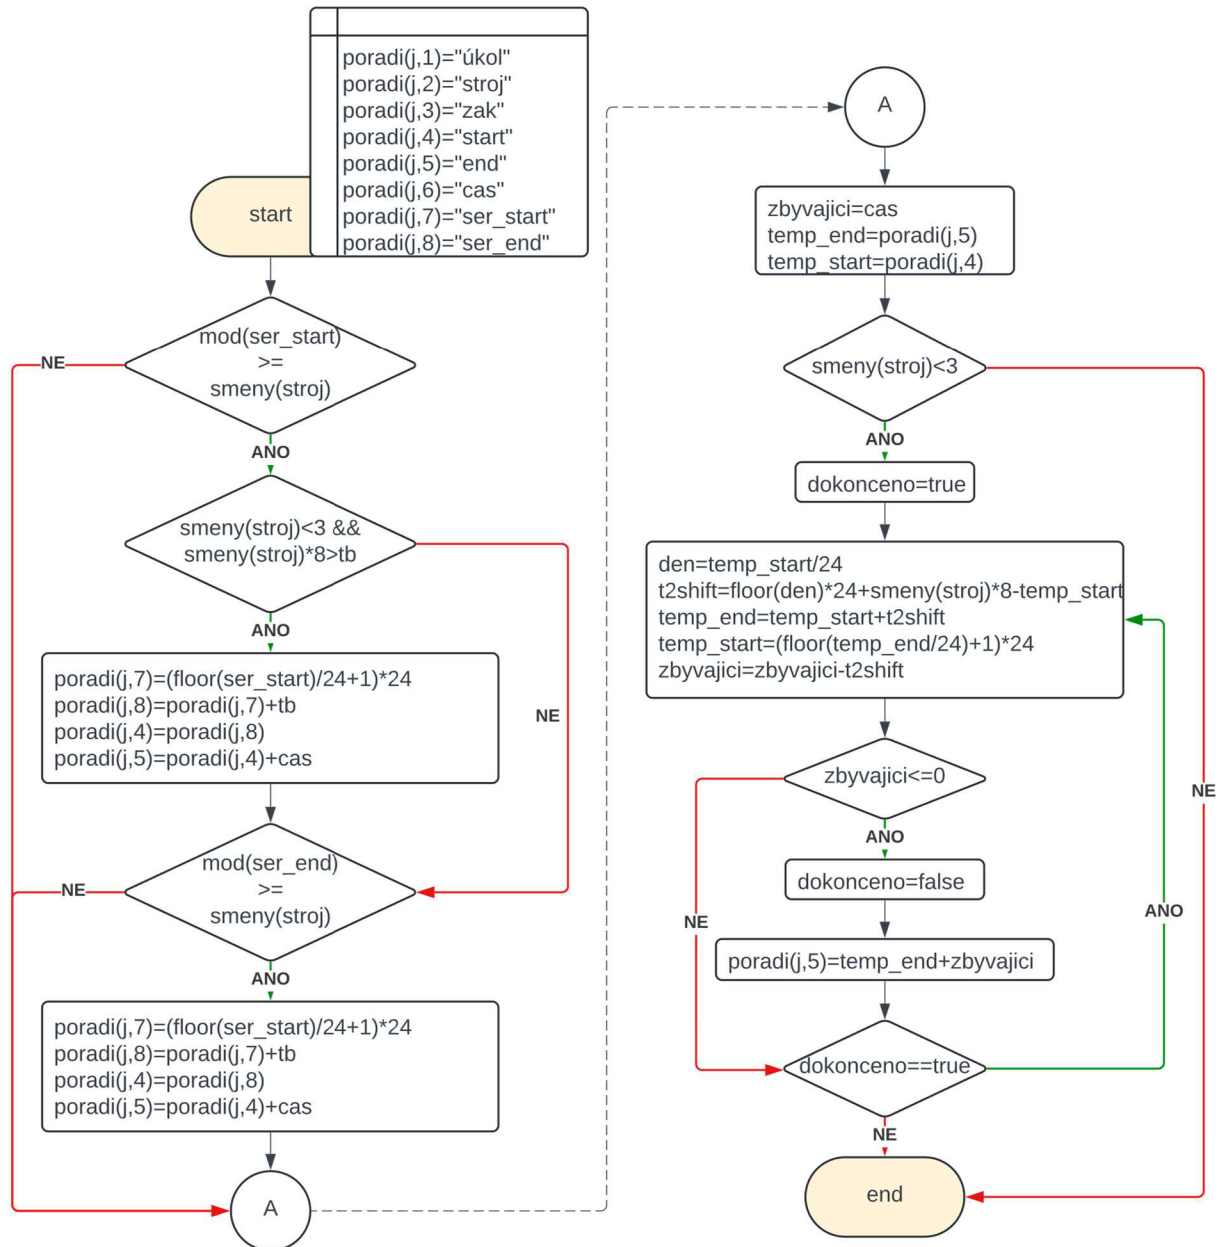 poradi(j,1)="úkol"
poradi(j,2)="stroj"
poradi(j,3)="zak"
poradi(j,4)="start"
poradi(j,5)="end"
poradi(j,6)="cas"
poradi(j,7)="ser_start"
poradi(j,8)="ser_end"
start
mod(ser_start)
>=
smeny(stroj)
NE
ANO
smeny(stroj)<3 &&
smeny(stroj)*8>tb
ANO
NE
poradi(j,7)=(floor(ser_start)/24+1)*24
poradi(j,8)=poradi(j,7)+tb
poradi(j,4)=poradi(j,8)
poradi(j,5)=poradi(j,4)+cas
mod(ser_end)
>=
smeny(stroj)
NE
ANO
poradi(j,7)=(floor(ser_start)/24+1)*24
poradi(j,8)=poradi(j,7)+tb
poradi(j,4)=poradi(j,8)
poradi(j,5)=poradi(j,4)+cas
A
A
zbyvajici=cas
temp_end=poradi(j,5)
temp_start=poradi(j,4)
smeny(stroj)<3
ANO
NE
dokonceno=true
den=temp_start/24
t2shift=floor(den)*24+smeny(stroj)*8-temp_start
temp_end=temp_start+t2shift
temp_start=(floor(temp_end/24)+1)*24
zbyvajici=zbyvajici-t2shift
zbyvajici<=0
ANO
NE
dokonceno=false
poradi(j,5)=temp_end+zbyvajici
dokonceno==true
ANO
NE
end